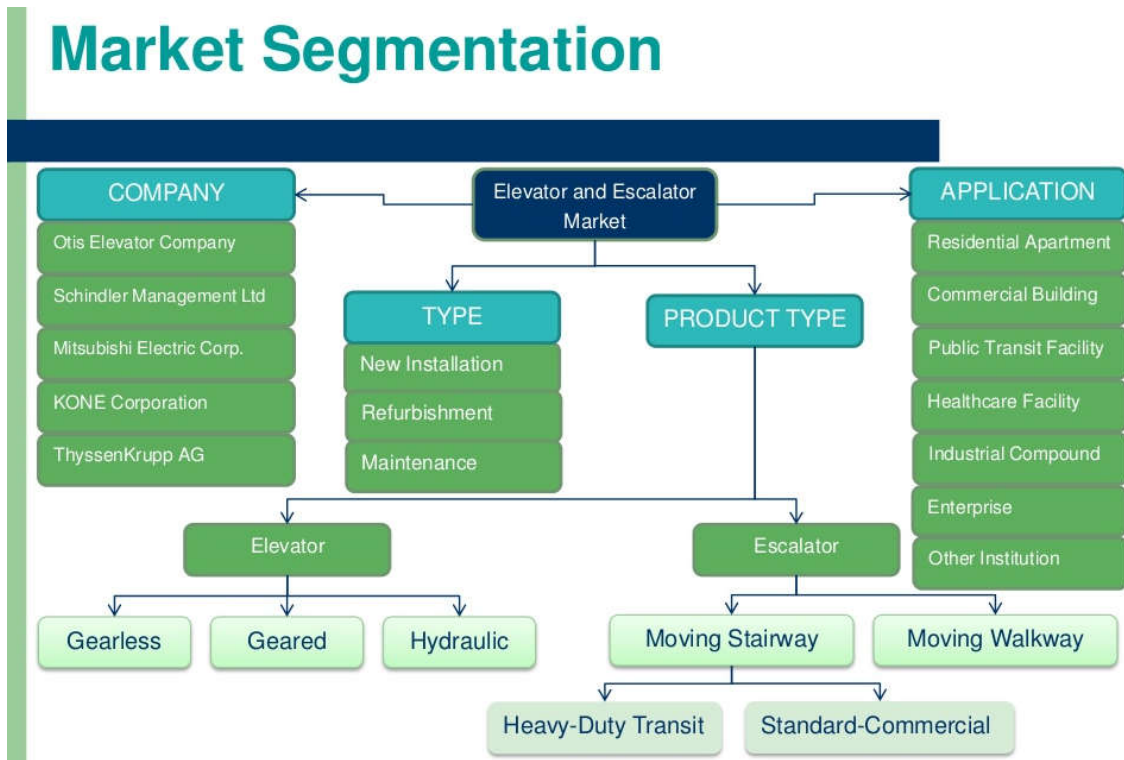 Market Segmentation
Elevator and Escalator
Market
COMPANY
Otis Elevator Company
Schindler Management Ltd
Mitsubishi Electric Corp.
KONE Corporation
ThyssenKrupp AG
TYPE
New Installation
Refurbishment
Maintenance
PRODUCT TYPE
APPLICATION
Residential Apartment
Commercial Building
Public Transit Facility
Healthcare Facility
Industrial Compound
Enterprise
Other Institution
Elevator
Escalator
Gearless
Geared
Hydraulic
Moving Stairway
Moving Walkway
Heavy-Duty Transit
Standard-Commercial